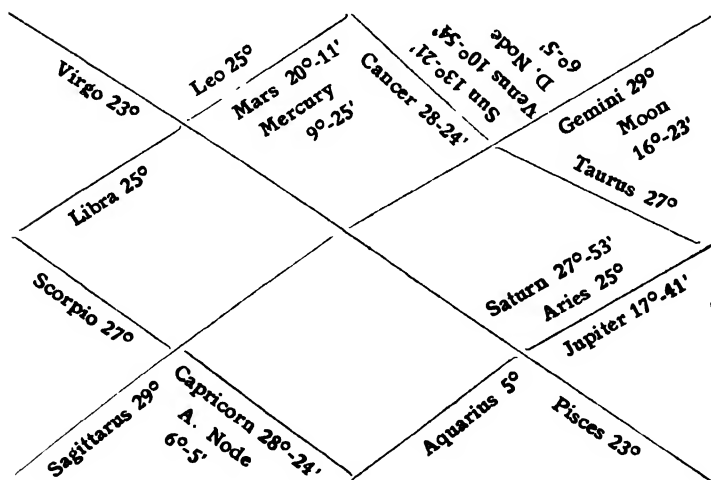 Virgo 23°
Leo 25°
Mars 20°-11'
Mercury
9°-25'
Cancer 28-24'
Sun 13°-21'
Venus 10°-54'
D. Node
6°-5'
Gemini 29°
Moon
16°-23'
Taurus 27°
Libra 25°
Saturn 27°-53'
Aries 25°
Jupiter 17°-41'
Scorpio 27°
Sagittarus 29°
Capricorn 28°-24'
A. Node
6°-5'
Aquarius 5°
Pisces 23°